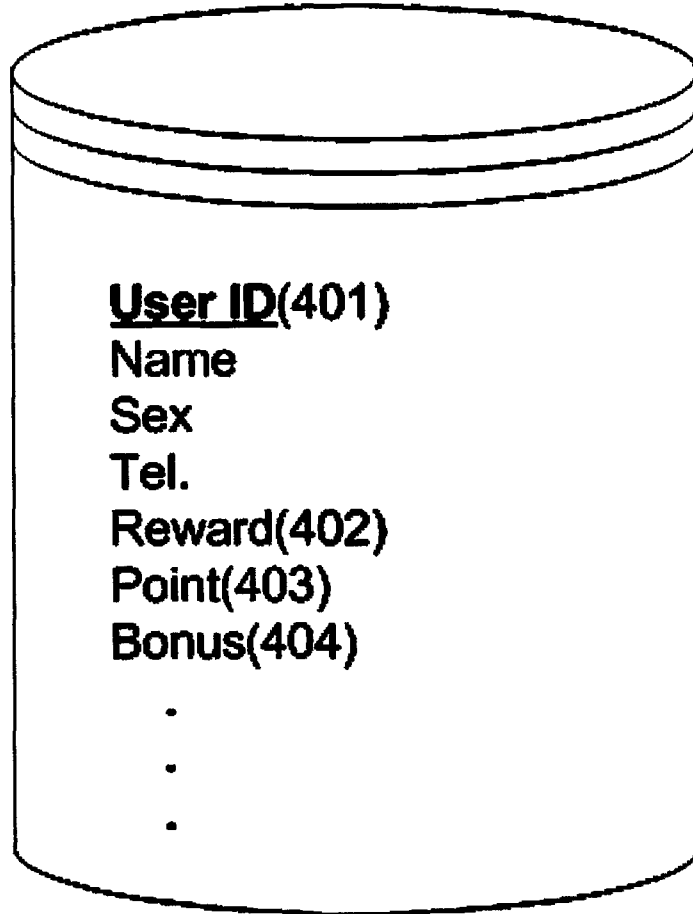 User ID(401)
Name
Sex
Tel.
Reward(402)
Point(403)
Bonus(404)
.
.
.